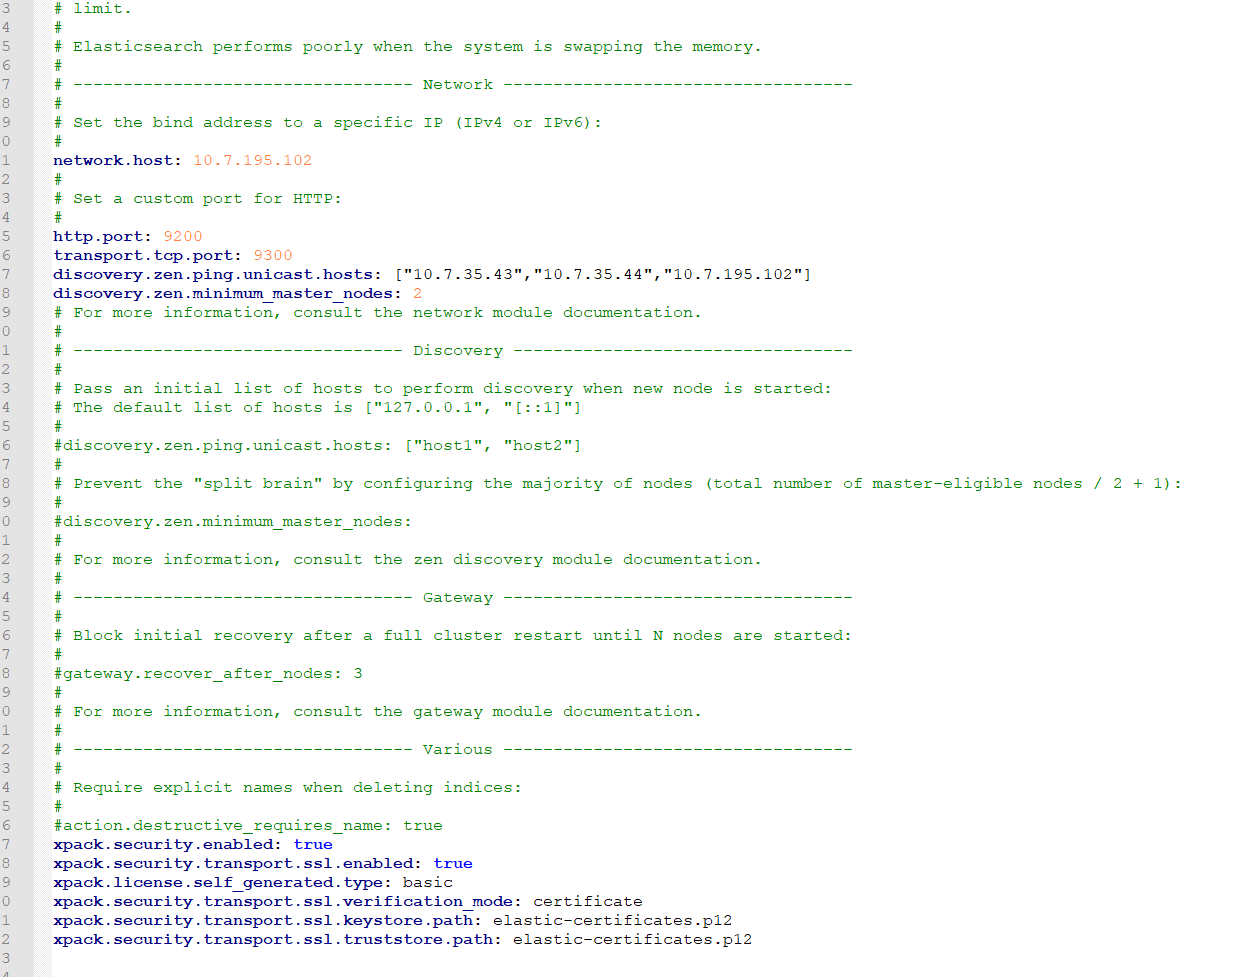 3 # limit.
4 #
5 # Elasticsearch performs poorly when the system is swapping the memory.
6 #
7 # ---------------------------------- Network -----------------------------------
8 #
9 # Set the bind address to a specific IP (IPv4 or IPv6):
0 #
1 network.host: 10.7.195.102
2 #
3 # Set a custom port for HTTP:
4 #
5 http.port: 9200
6 transport.tcp.port: 9300
7 discovery.zen.ping.unicast.hosts: ["10.7.35.43","10.7.35.44","10.7.195.102"]
8 discovery.zen.minimum_master_nodes: 2
9 # For more information, consult the network module documentation.
0 #
1 # --------------------------------- Discovery ----------------------------------
2 #
3 # Pass an initial list of hosts to perform discovery when new node is started:
4 # The default list of hosts is ["127.0.0.1", "[::1]"]
5 #
6 #discovery.zen.ping.unicast.hosts: ["host1", "host2"]
7 #
8 # Prevent the "split brain" by configuring the majority of nodes (total number of master-eligible nodes / 2 + 1):
9 #
0 #discovery.zen.minimum_master_nodes:
1 #
2 # For more information, consult the zen discovery module documentation.
3 #
4 # ---------------------------------- Gateway -----------------------------------
5 #
6 # Block initial recovery after a full cluster restart until N nodes are started:
7 #
8 #gateway.recover_after_nodes: 3
9 #
0 # For more information, consult the gateway module documentation.
1 #
2 # ---------------------------------- Various -----------------------------------
3 #
4 # Require explicit names when deleting indices:
5 #
6 #action.destructive_requires_name: true
7 xpack.security.enabled: true
8 xpack.security.transport.ssl.enabled: true
9 xpack.license.self_generated.type: basic
0 xpack.security.transport.ssl.verification_mode: certificate
1 xpack.security.transport.ssl.keystore.path: elastic-certificates.p12
2 xpack.security.transport.ssl.truststore.path: elastic-certificates.p12
3